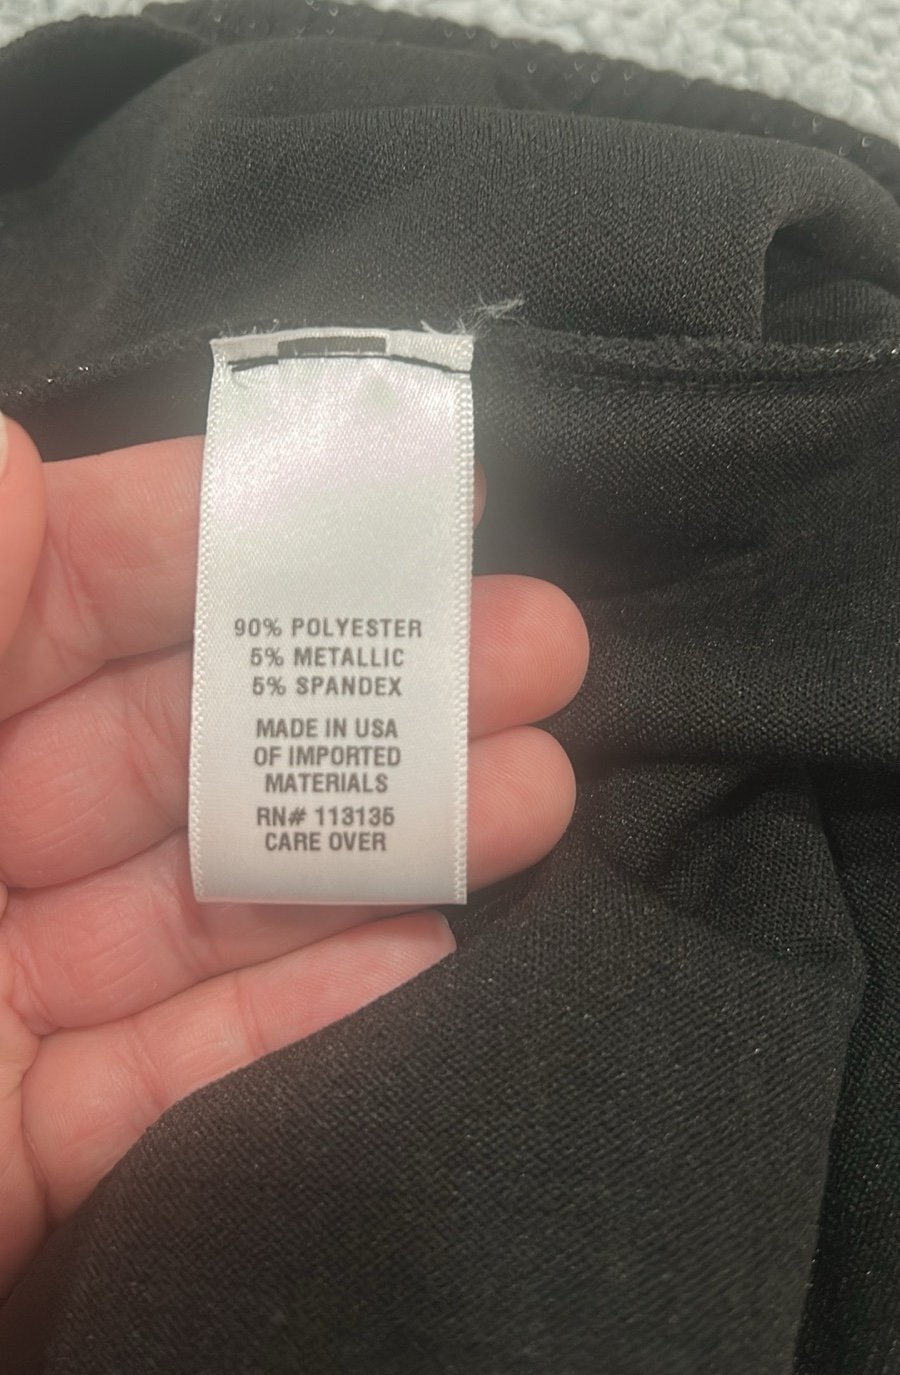 90% POLYESTER
5% METALLIC
5% SPANDEX
MADE IN USA
OF IMPORTED
MATERIALS
RN# 113135
CARE OVER